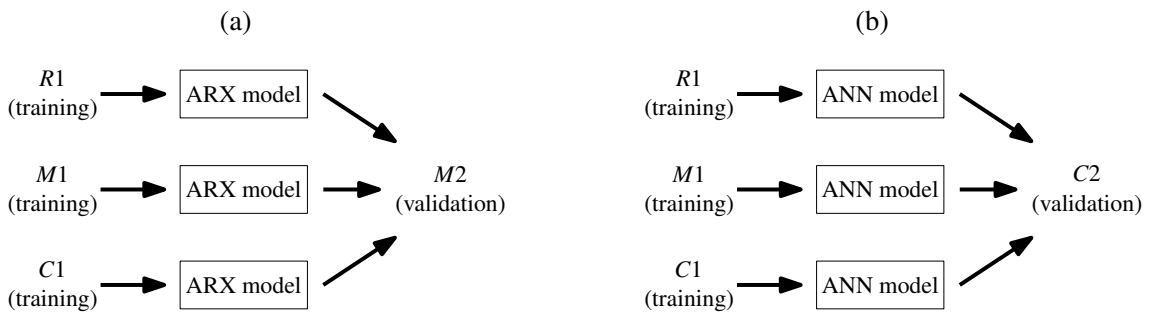 (a)
R1
(training)
ARX model
M1
(training)
ARX model
C1
(training)
ARX model
M2
(validation)
(b)
R1
(training)
ANN model
M1
(training)
ANN model
C1
(training)
ANN model
C2
(validation)